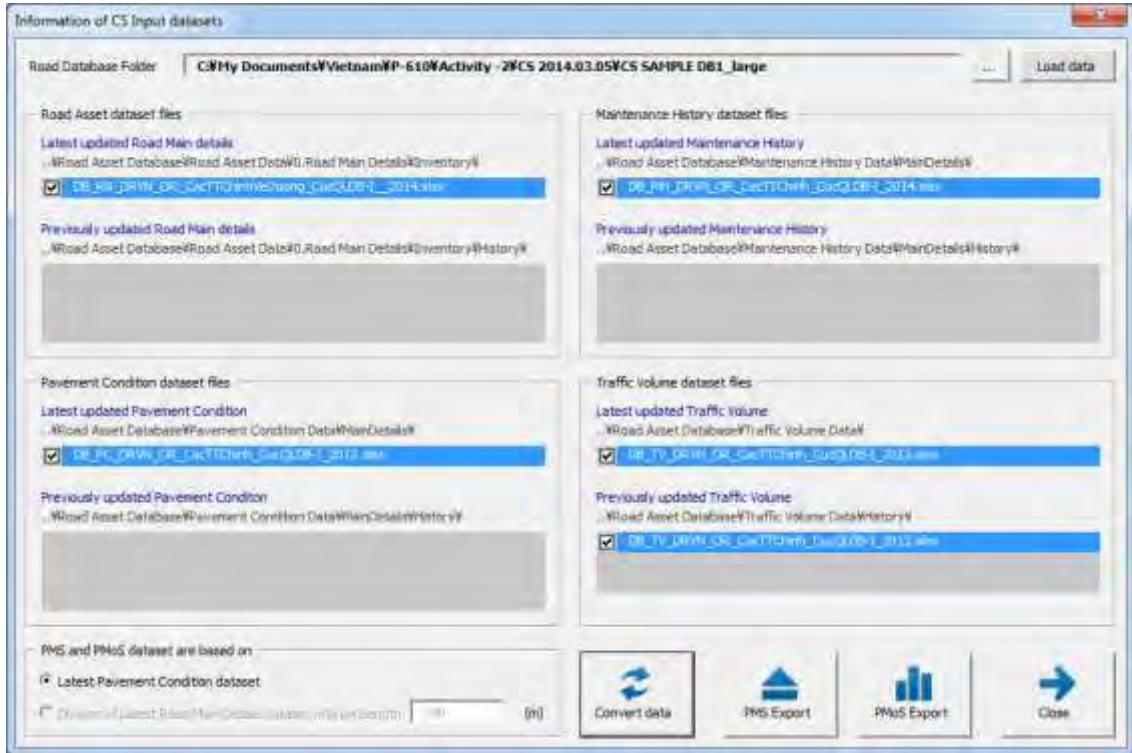 Information of CS Input datasets
Road Database Folder C:¥My Documents¥Vietnam¥P-610¥Activity -2¥CS 2014.03.05¥CS SAMPLE DB1_large ... Load data
Road Asset dataset files
Latest updated Road Main details
..¥Road Asset Database¥Road Asset Data¥0.Road Main Details¥Inventory¥
Previously updated Road Main details
..¥Road Asset Database¥Road Asset Data¥0.Road Main Details¥Inventory¥History¥
Maintenance History dataset files
Latest updated Maintenance History
..¥Road Asset Database¥Maintenance History Data¥MainDetails¥
Previously updated Maintenance History
..¥Road Asset Database¥Maintenance History Data¥MainDetails¥History¥
Pavement Condition dataset files
Latest updated Pavement Condition
..¥Road Asset Database¥Pavement Condition Data¥MainDetails¥
Previously updated Pavement Conditon
..¥Road Asset Database¥Pavement Condition Data¥MainDetails¥History¥
Traffic Volume dataset files
Latest updated Traffic Volume
..¥Road Asset Database¥Traffic Volume Data¥
Previously updated Traffic Volume
..¥Road Asset Database¥Traffic Volume Data¥History¥
PMS and PMoS dataset are based on
Latest Pavement Condition dataset
[m]
Convert data
PMS Export
PMoS Export
Close